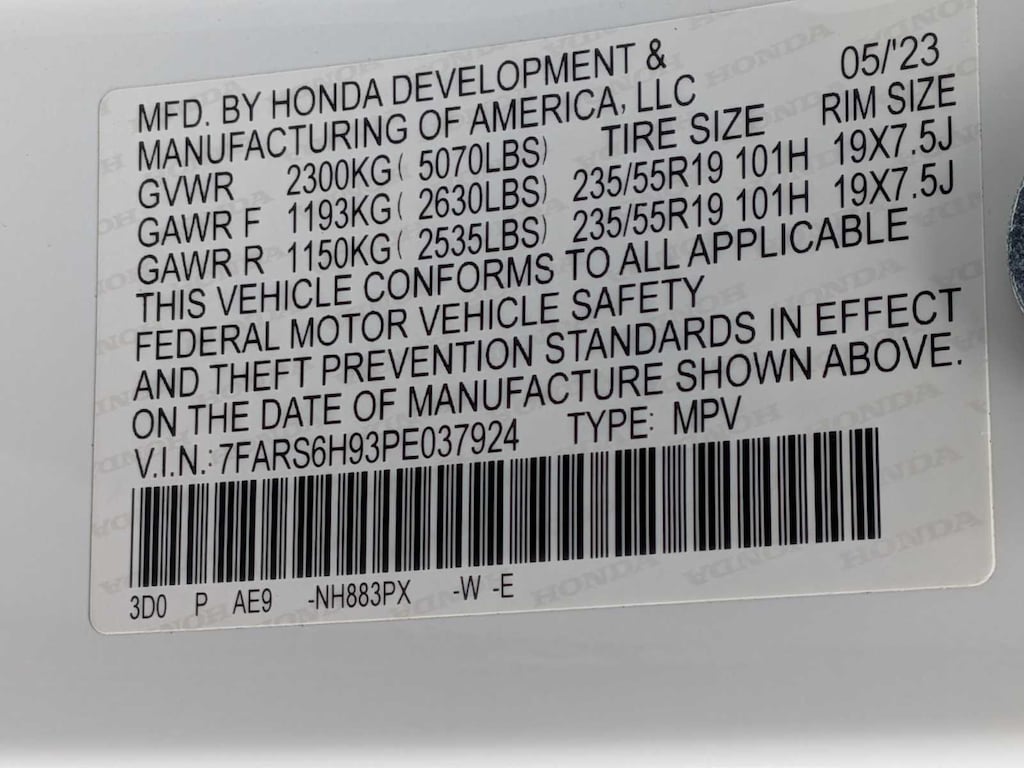 MFD. BY HONDA DEVELOPMENT & 05/'23
MANUFACTURING OF AMERICA, LLC
TIRE SIZE RIM SIZE
GVWR 2300KG( 5070LBS)
GAWR F 1193KG( 2630LBS) 235/55R19 101H 19X7.5J
GAWR R 1150KG( 2535LBS) 235/55R19 101H 19X7.5J
THIS VEHICLE CONFORMS TO ALL APPLICABLE
FEDERAL MOTOR VEHICLE SAFETY
AND THEFT PREVENTION STANDARDS IN EFFECT
ON THE DATE OF MANUFACTURE SHOWN ABOVE.
V.I.N.: 7FARS6H93PE037924 TYPE: MPV
3D0 P AE9 -NH883PX -W -E